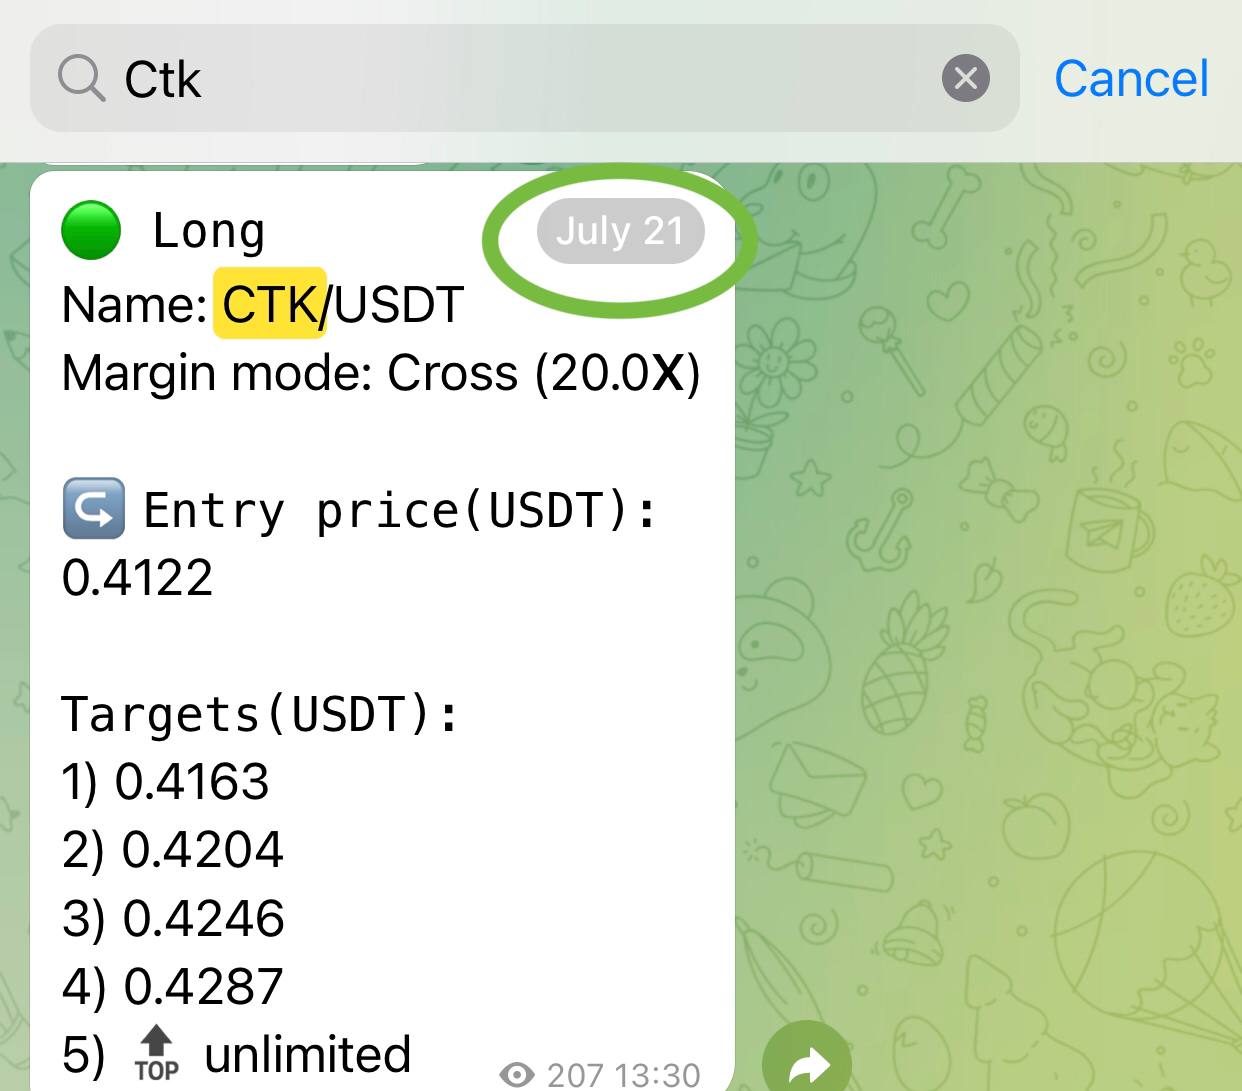 Ctk Cancel
Long July 21
Name: CTK/USDT
Margin mode: Cross (20.0X)
Entry price(USDT):
0.4122
Targets(USDT):
1) 0.4163
2) 0.4204
3) 0.4246
4) 0.4287
5) TOP unlimited
207 13:30